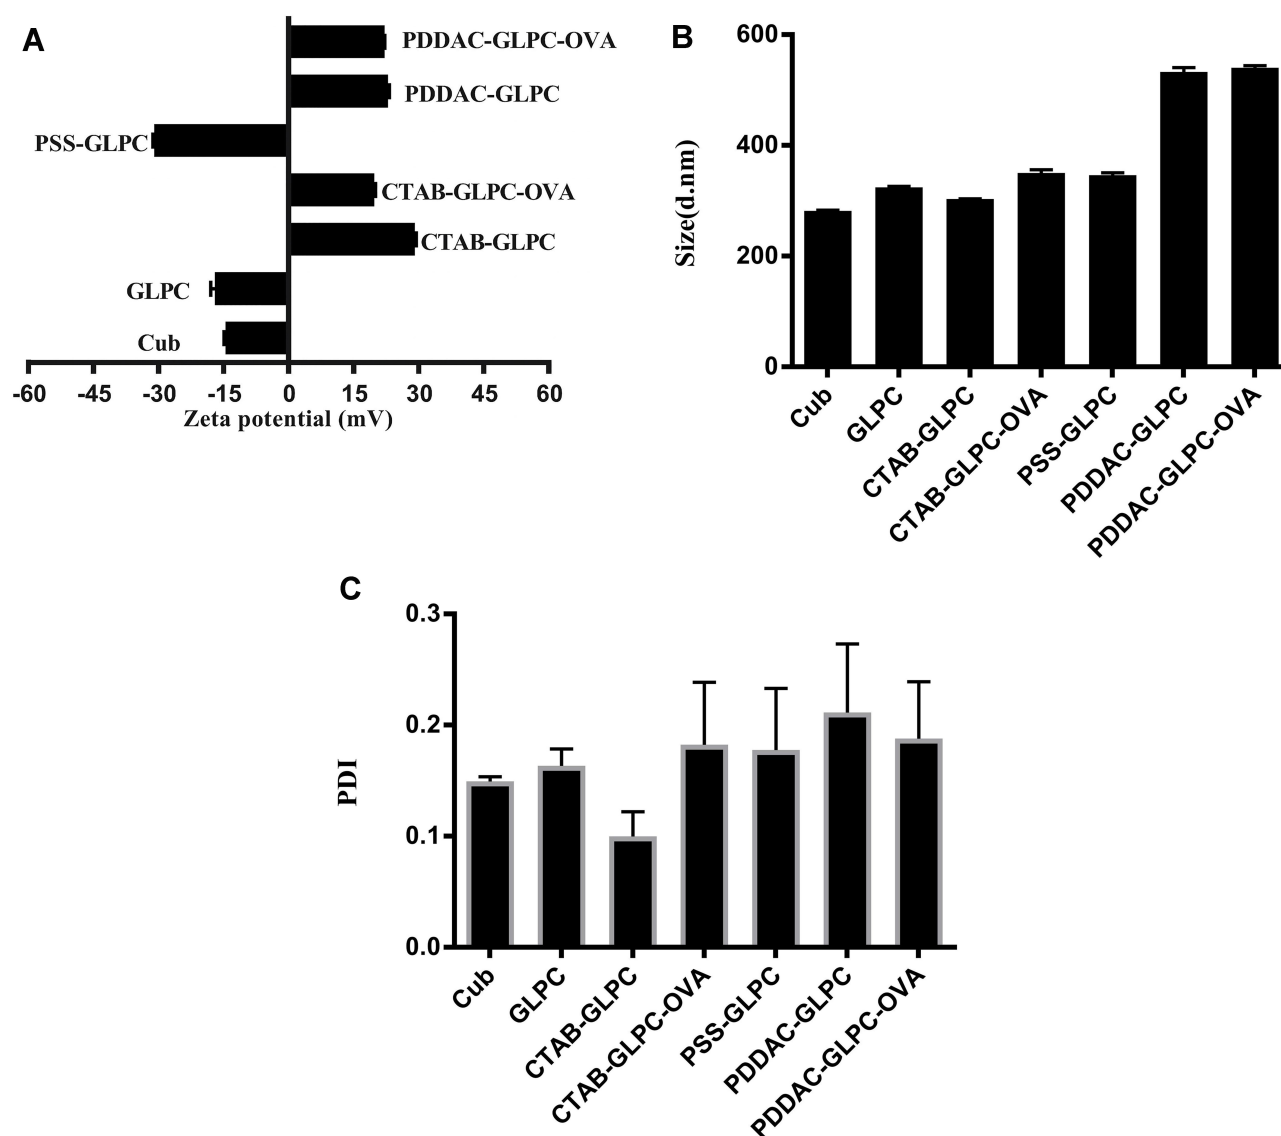 A
PDDAC-GLPC-OVA
PDDAC-GLPC
PSS-GLPC
CTAB-GLPC-OVA
CTAB-GLPC
GLPC
Cub
-60 -45 -30 -15 0 15 30 45 60
Zeta potential (mV)
B
600
400
200
0
Size(d.nm)
Cub
GLPC
CTAB-GLPC
CTAB-GLPC-OVA
PSS-GLPC
PDDAC-GLPC
PDDAC-GLPC-OVA
C
0.3
0.2
0.1
0.0
PDI
Cub
GLPC
CTAB-GLPC
CTAB-GLPC-OVA
PSS-GLPC
PDDAC-GLPC
PDDAC-GLPC-OVA